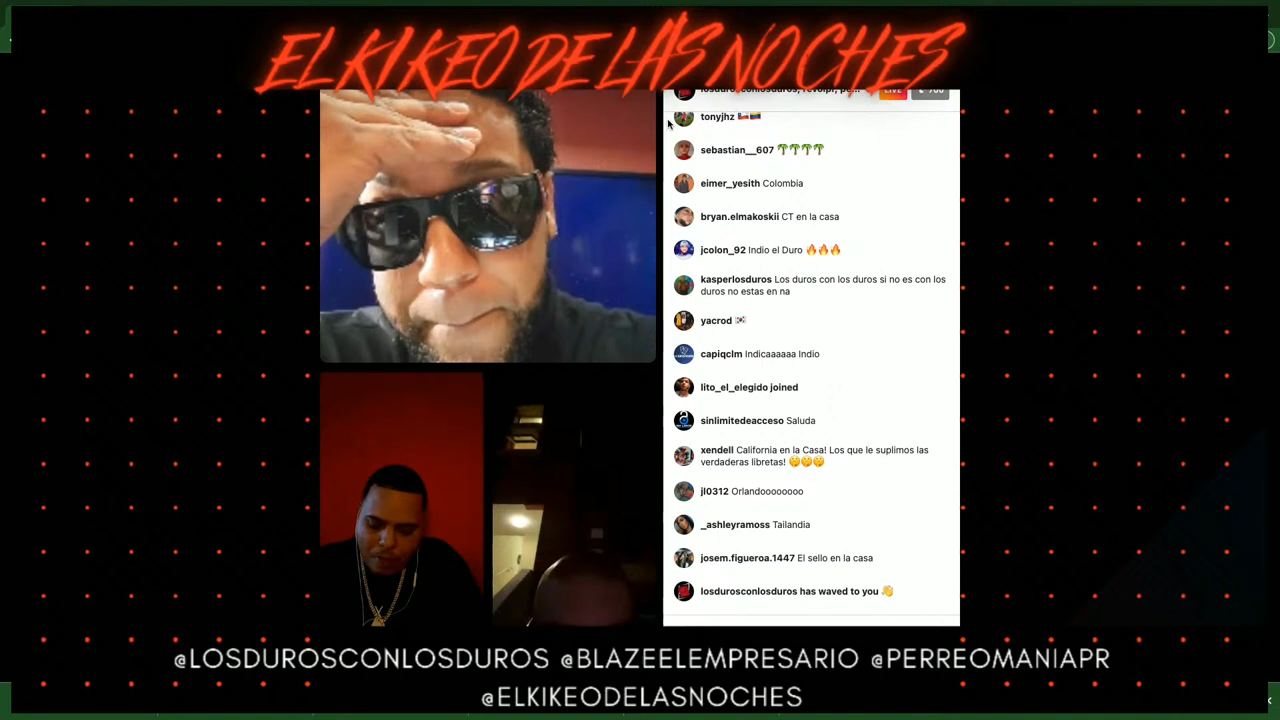 EL KIKEO DE LAS NOCHES
LIVE
tonyjhz
sebastian__607
eimer_yesith Colombia
bryan.elmakoskii CT en la casa
jcolon_92 Indio el Duro
kasperlosduros Los duros con los duros si no es con los
duros no estas en na
yacrod
capiqclm Indicaaaaaa Indio
lito_el_elegido joined
sinlimitedeacceso Saluda
xendell California en la Casa! Los que le suplimos las
verdaderas libretas!
jl0312 Orlandoooooooo
_ashleyramoss Tailandia
josem.figueroa.1447 El sello en la casa
losdurosconlosduros has waved to you
@LOSDUROSCONLOSDUROS @BLAZEELEMPRESARIO @PERREOMANIAPR
@ELKIKEODELASNOCHES